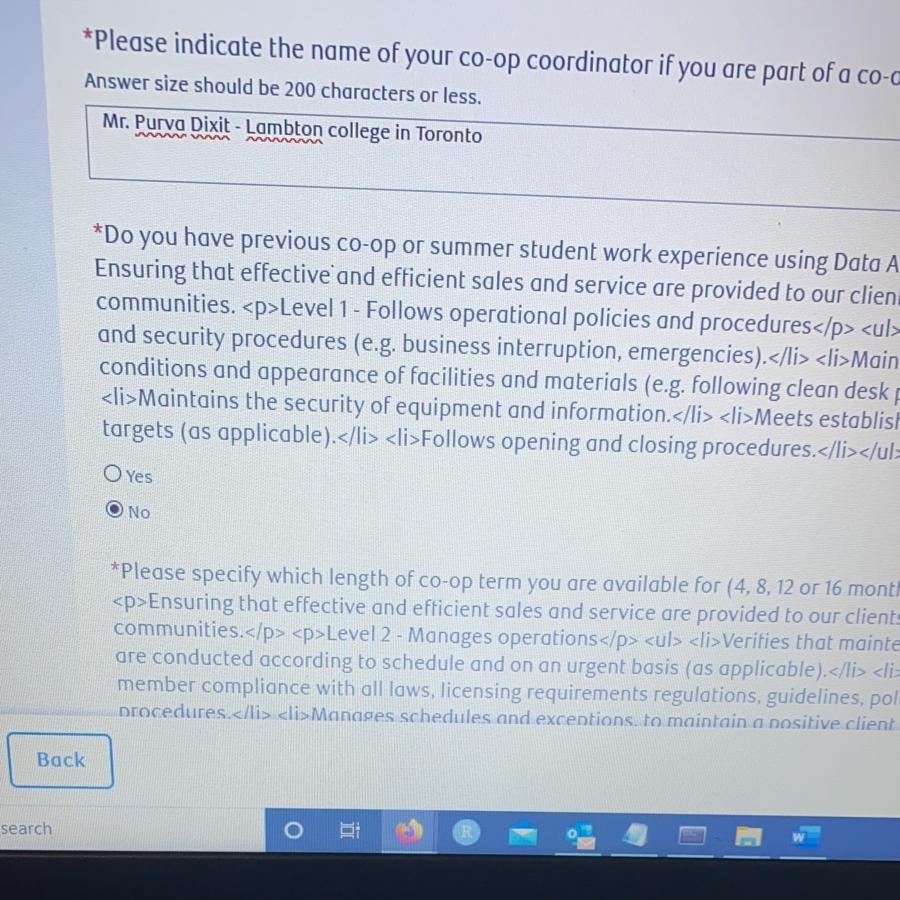 *Please indicate the name of your co-op coordinator if you are part of a co-o
Answer size should be 200 characters or less.
Mr. Purva Dixit - Lambton college in Toronto
*Do you have previous co-op or summer student work experience using Data A
Ensuring that effective and efficient sales and service are provided to our clien
communities. <p>Level 1 - Follows operational policies and procedures</p> <ul>
and security procedures (e.g. business interruption, emergencies).</li> <li>Main
conditions and appearance of facilities and materials (e.g. following clean desk p
<li>Maintains the security of equipment and information.</li> <li>Meets establish
targets (as applicable).</li> <li>Follows opening and closing procedures.</li></ul>
Yes
No
*Please specify which length of co-op term you are available for (4, 8, 12 or 16 month
<p>Ensuring that effective and efficient sales and service are provided to our clients
communities.</p> <p>Level 2 - Manages operations</p> <ul> <li>Verifies that mainte
are conducted according to schedule and on an urgent basis (as applicable).</li> <li>
member compliance with all laws, licensing requirements regulations, guidelines, pol
procedures.</li> <li>Manages schedules and exceptions, to maintain a positive client
Back
search
R
W